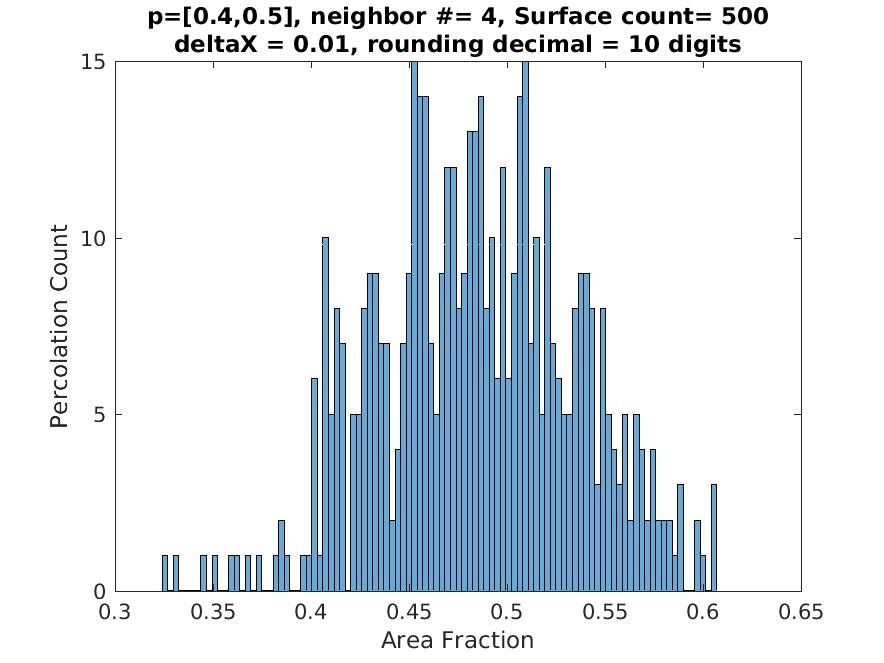 p=[0.4,0.5], neighbor #= 4, Surface count= 500
deltaX = 0.01, rounding decimal = 10 digits
15
10
5
0
Percolation Count
0.3 0.35 0.4 0.45 0.5 0.55 0.6 0.65
Area Fraction